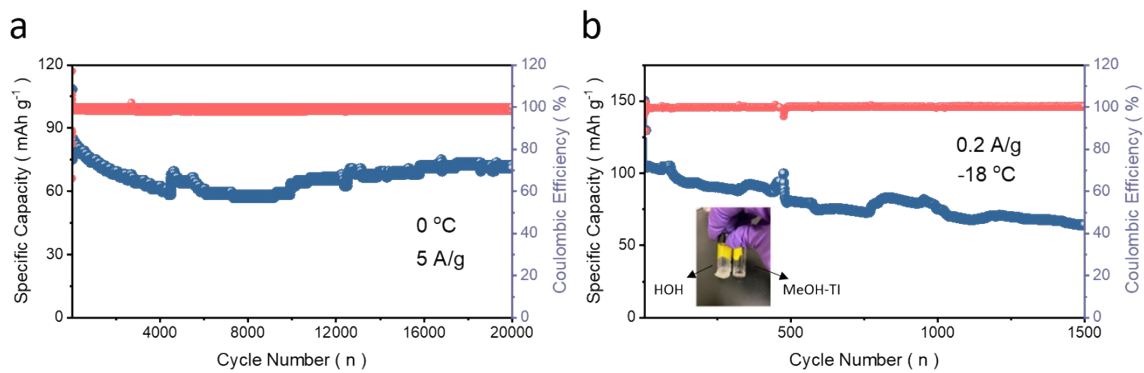 a
120
90
60
30
0
Specific Capacity ( mAh g⁻¹ )
120
100
80
60
40
20
0
Coulombic Efficiency ( % )
0 °C
5 A/g
4000
8000
12000
16000
20000
Cycle Number ( n )
b
150
100
50
0
Specific Capacity ( mAh g⁻¹ )
120
100
80
60
40
20
0
Coulombic Efficiency ( % )
0.2 A/g
-18 °C
HOH
MeOH-TI
500
1000
1500
Cycle Number ( n )